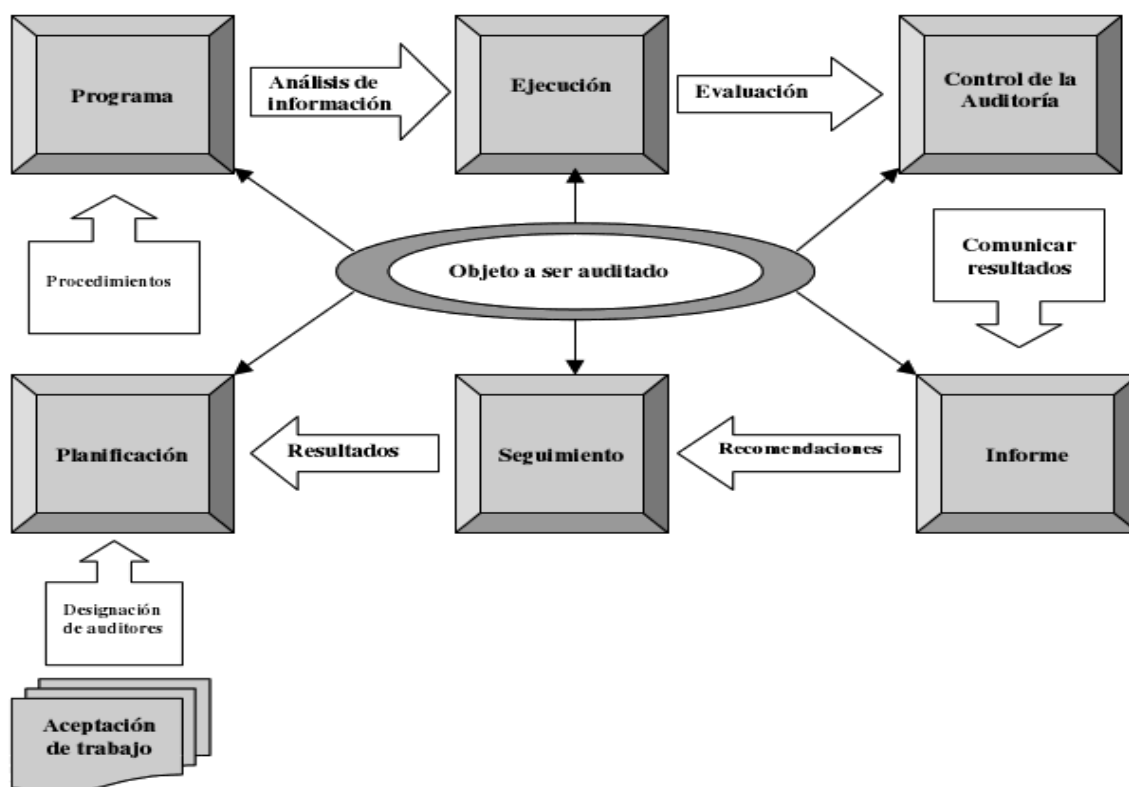 Programa
Análisis de
información
Ejecución
Evaluación
Control de la
Auditoría
Procedimientos
Objeto a ser auditado
Comunicar
resultados
Planificación
Resultados
Seguimiento
Recomendaciones
Informe
Designación
de auditores
Aceptación
de trabajo